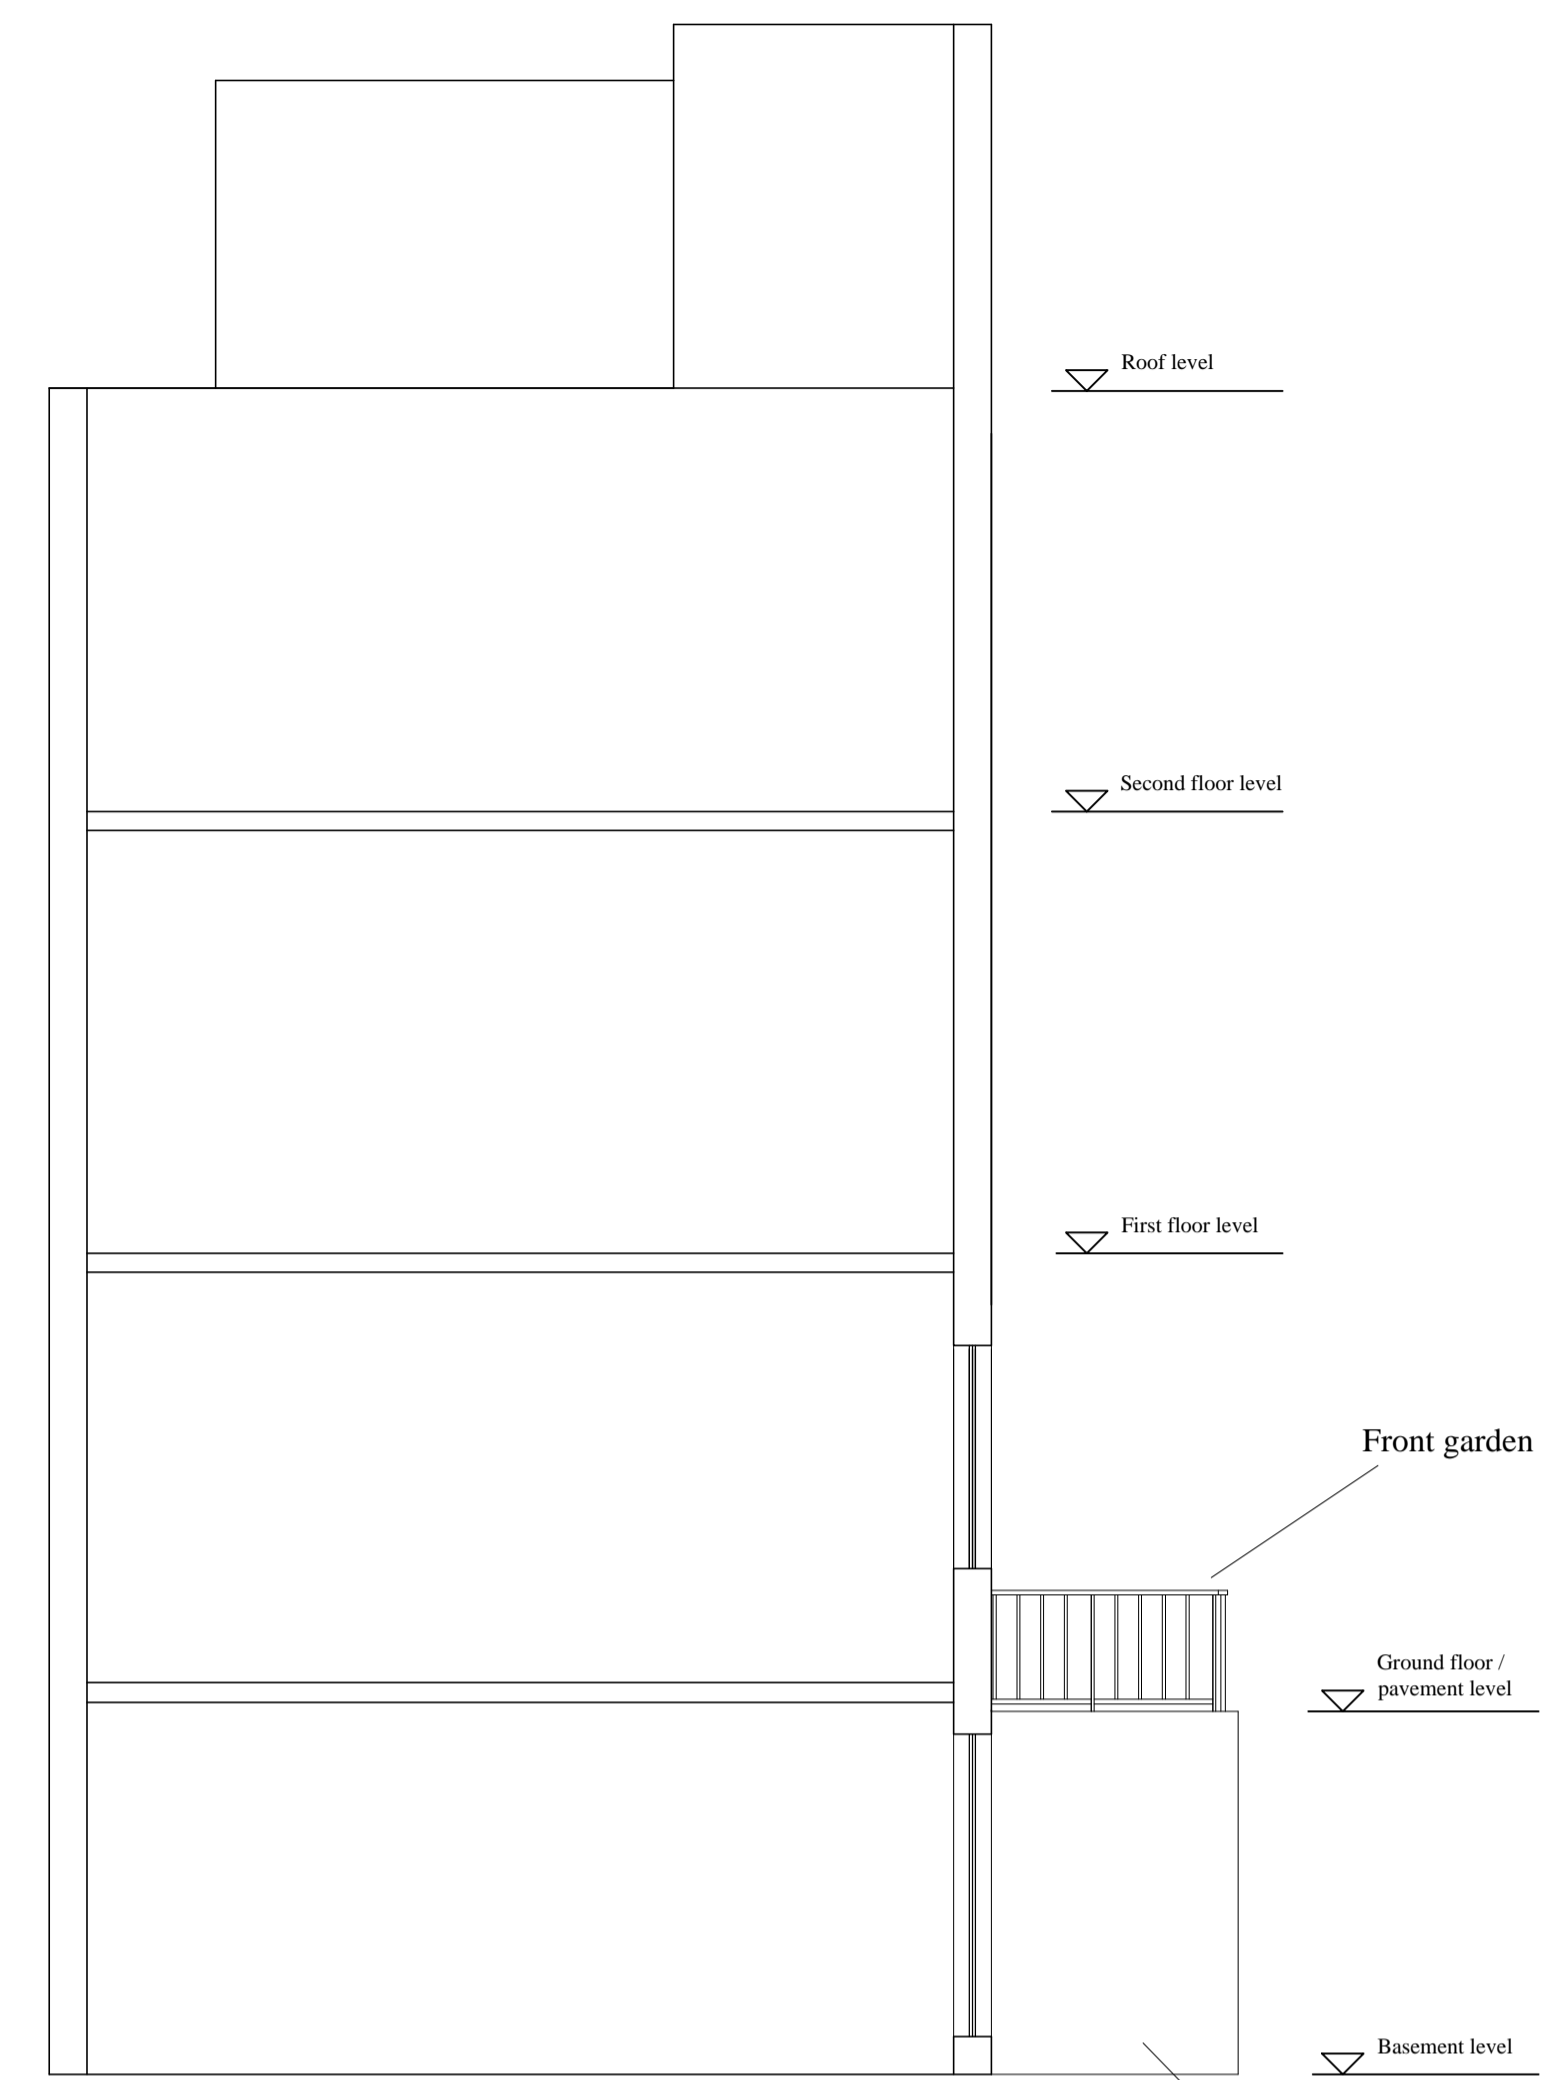 Roof level
Second floor level
First floor level
Front garden
Ground floor /
pavement level
Basement level